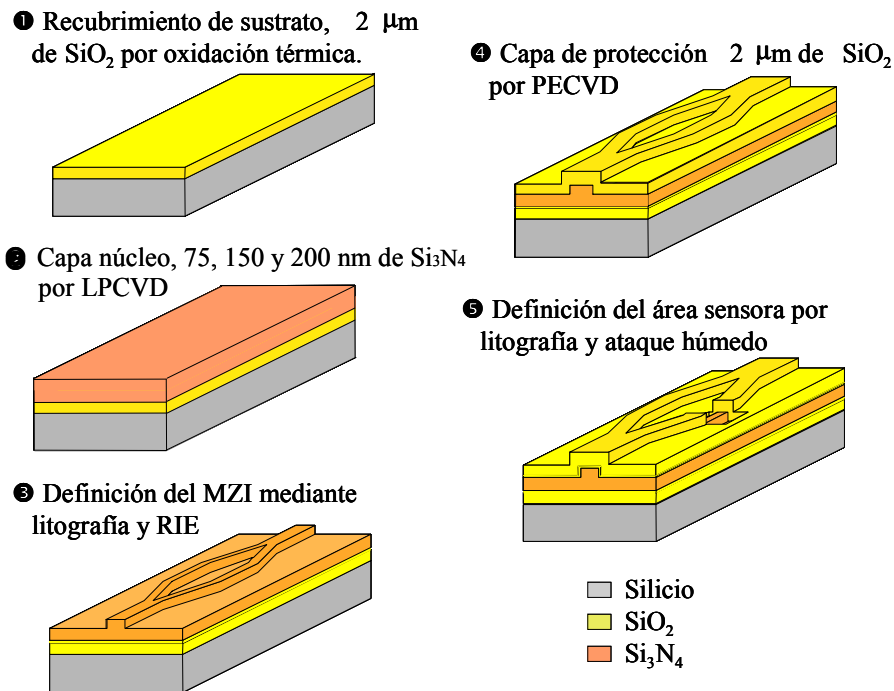 ❶ Recubrimiento de sustrato, 2 μm
de SiO₂ por oxidación térmica.
❷ Capa núcleo, 75, 150 y 200 nm de Si₃N₄
por LPCVD
❸ Definición del MZI mediante
litografía y RIE
❹ Capa de protección 2 μm de SiO₂
por PECVD
❺ Definición del área sensora por
litografía y ataque húmedo
Silicio
SiO₂
Si₃N₄